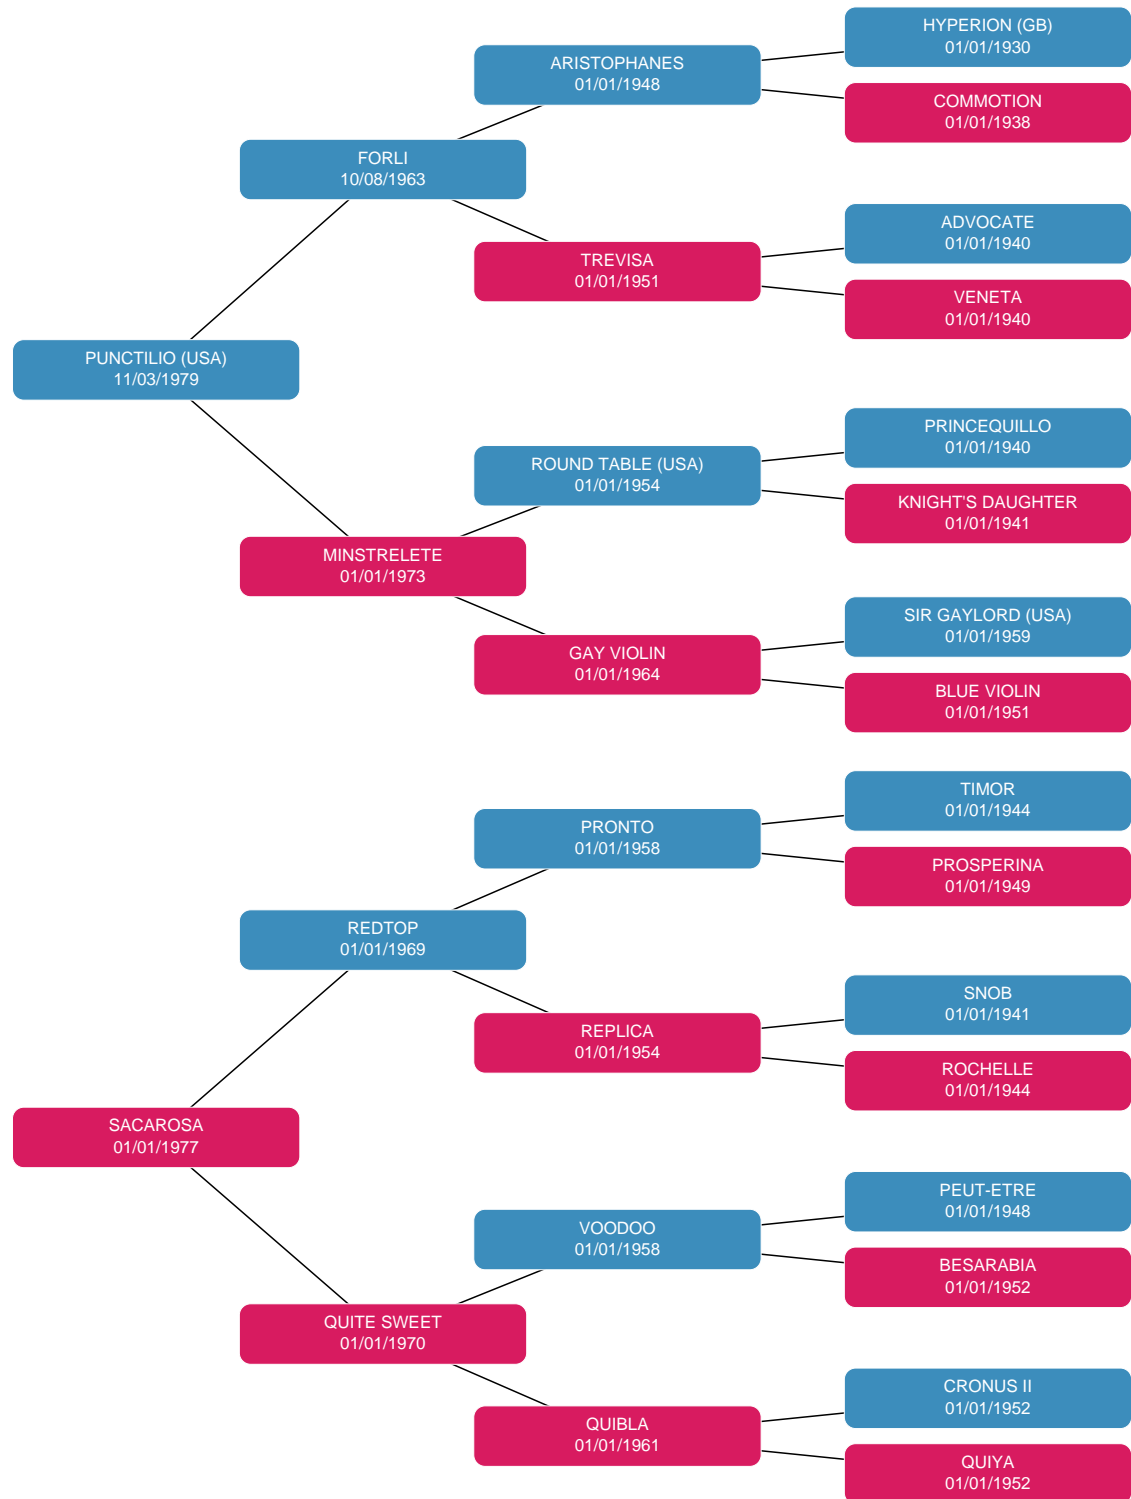 HYPERION (GB)
01/01/1930
ARISTOPHANES
01/01/1948
COMMOTION
01/01/1938
FORLI
10/08/1963
ADVOCATE
01/01/1940
TREVISA
01/01/1951
VENETA
01/01/1940
PUNCTILIO (USA)
11/03/1979
PRINCEQUILLO
01/01/1940
ROUND TABLE (USA)
01/01/1954
KNIGHT'S DAUGHTER
01/01/1941
MINSTRELETE
01/01/1973
SIR GAYLORD (USA)
01/01/1959
GAY VIOLIN
01/01/1964
BLUE VIOLIN
01/01/1951
TIMOR
01/01/1944
PRONTO
01/01/1958
PROSPERINA
01/01/1949
REDTOP
01/01/1969
SNOB
01/01/1941
REPLICA
01/01/1954
ROCHELLE
01/01/1944
SACAROSA
01/01/1977
PEUT-ETRE
01/01/1948
VOODOO
01/01/1958
BESARABIA
01/01/1952
QUITE SWEET
01/01/1970
CRONUS II
01/01/1952
QUIBLA
01/01/1961
QUIYA
01/01/1952